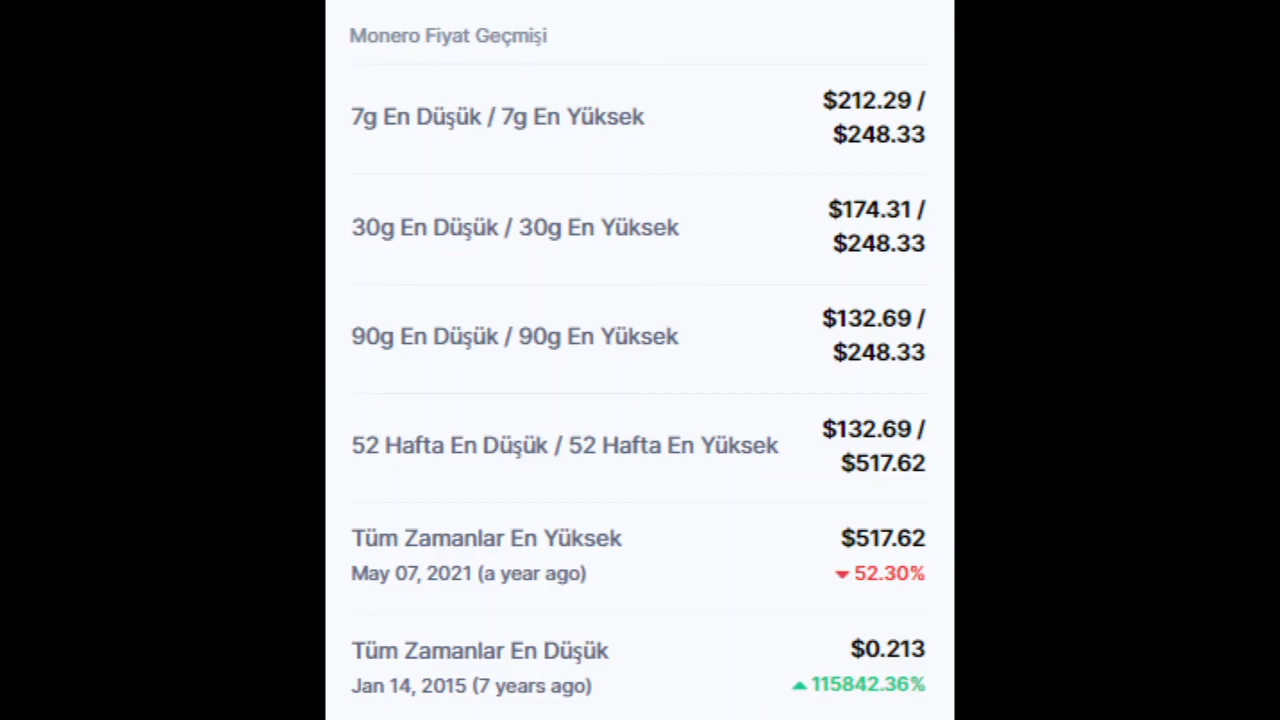 Monero Fiyat Geçmişi
7g En Düşük / 7g En Yüksek
$212.29 /
$248.33
30g En Düşük / 30g En Yüksek
$174.31 /
$248.33
90g En Düşük / 90g En Yüksek
$132.69 /
$248.33
52 Hafta En Düşük / 52 Hafta En Yüksek
$132.69 /
$517.62
Tüm Zamanlar En Yüksek
$517.62
May 07, 2021 (a year ago)
52.30%
Tüm Zamanlar En Düşük
$0.213
Jan 14, 2015 (7 years ago)
115842.36%